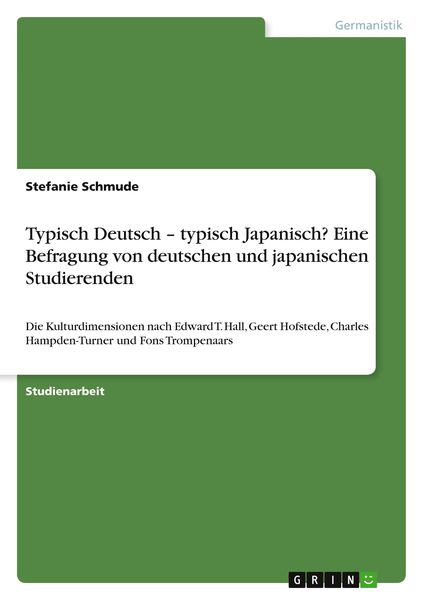 Germanistik
Stefanie Schmude
Typisch Deutsch – typisch Japanisch? Eine
Befragung von deutschen und japanischen
Studierenden
Die Kulturdimensionen nach Edward T. Hall, Geert Hofstede, Charles
Hampden-Turner und Fons Trompenaars
Studienarbeit
GRIN